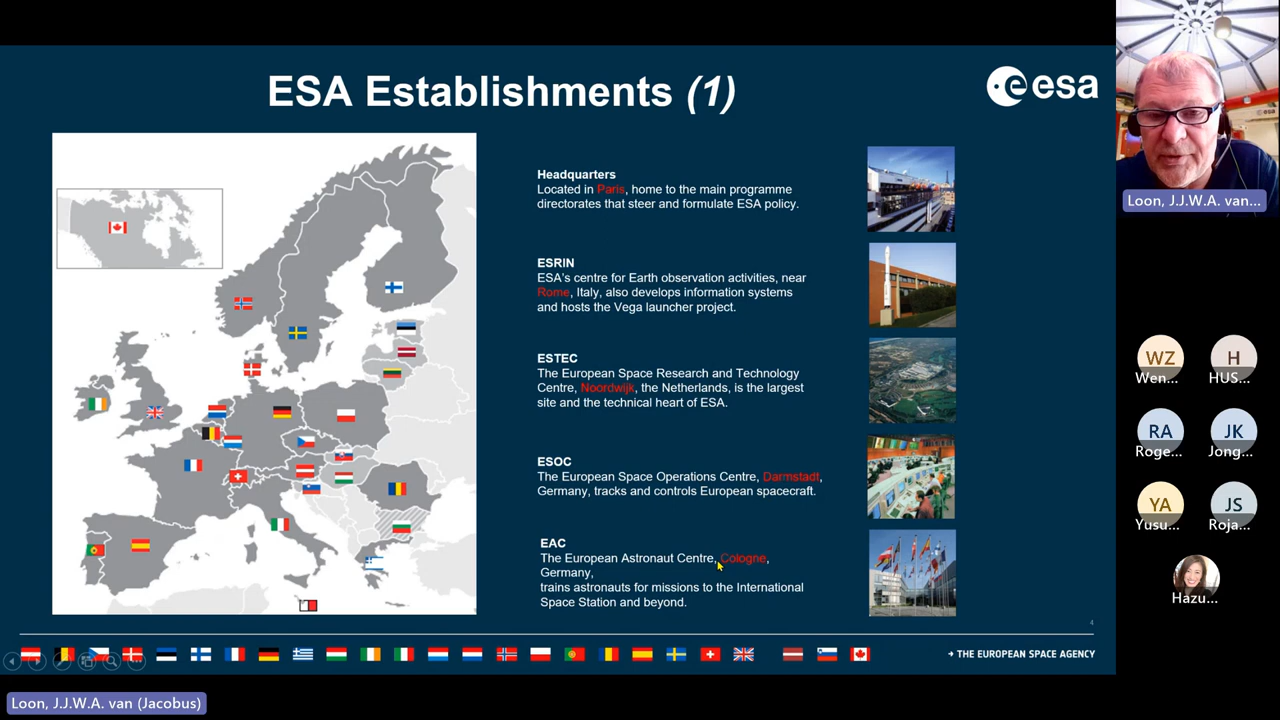 ESA Establishments (1)
esa
Headquarters
Located in Paris, home to the main programme
directorates that steer and formulate ESA policy.
ESRIN
ESA's centre for Earth observation activities, near
Rome, Italy, also develops information systems
and hosts the Vega launcher project.
ESTEC
The European Space Research and Technology
Centre, Noordwijk, the Netherlands, is the largest
site and the technical heart of ESA.
ESOC
The European Space Operations Centre, Darmstadt,
Germany, tracks and controls European spacecraft.
EAC
The European Astronaut Centre, Cologne,
Germany,
trains astronauts for missions to the International
Space Station and beyond.
4
→ THE EUROPEAN SPACE AGENCY
Loon, J.J.W.A. van...
WZ
Wen...
H
HUS...
RA
Roge...
JK
Jong...
YA
Yusu...
JS
Roja...
Hazu...
Loon, J.J.W.A. van (Jacobus)